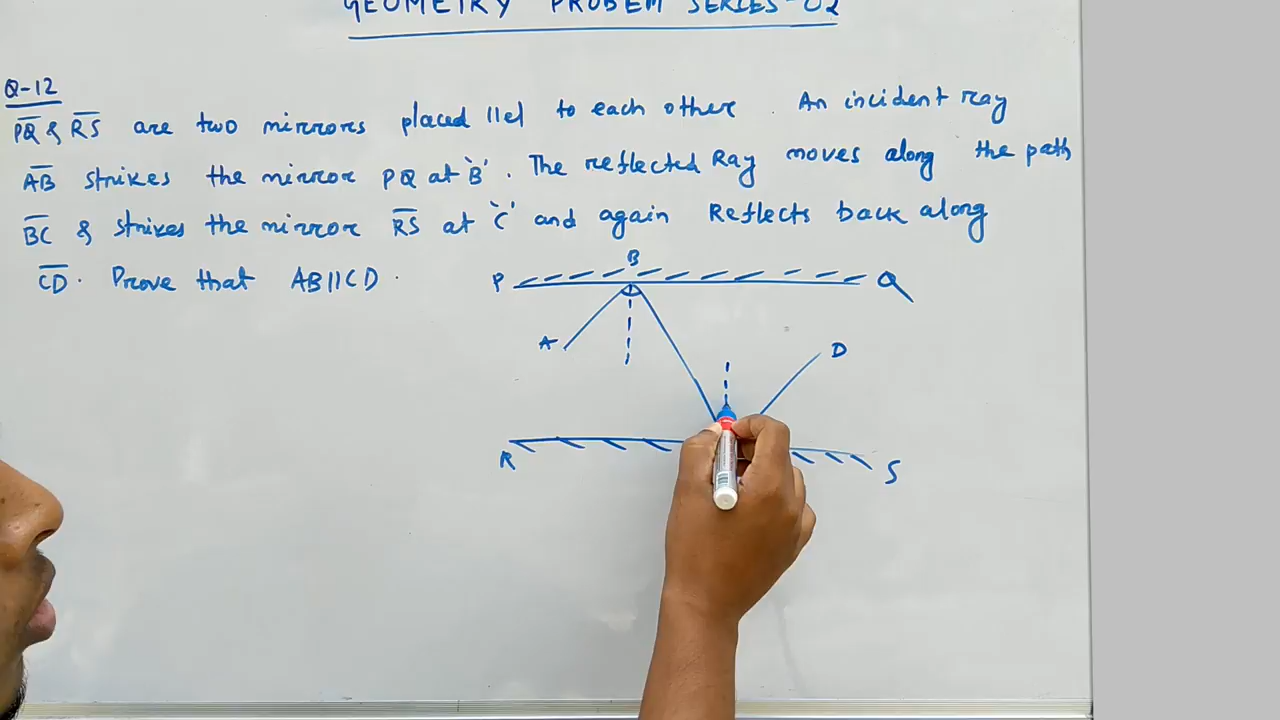 GEOMETRY PROBEM SERIES-02
Q-12
PQ & RS are two mirrors placed llel to each other. An incident ray
AB strikes the mirror PQ at 'B'. The reflected Ray moves along the path
BC & strikes the mirror RS at 'C' and again Reflects back along
CD. Prove that AB||CD.
B
P Q
A D
R S